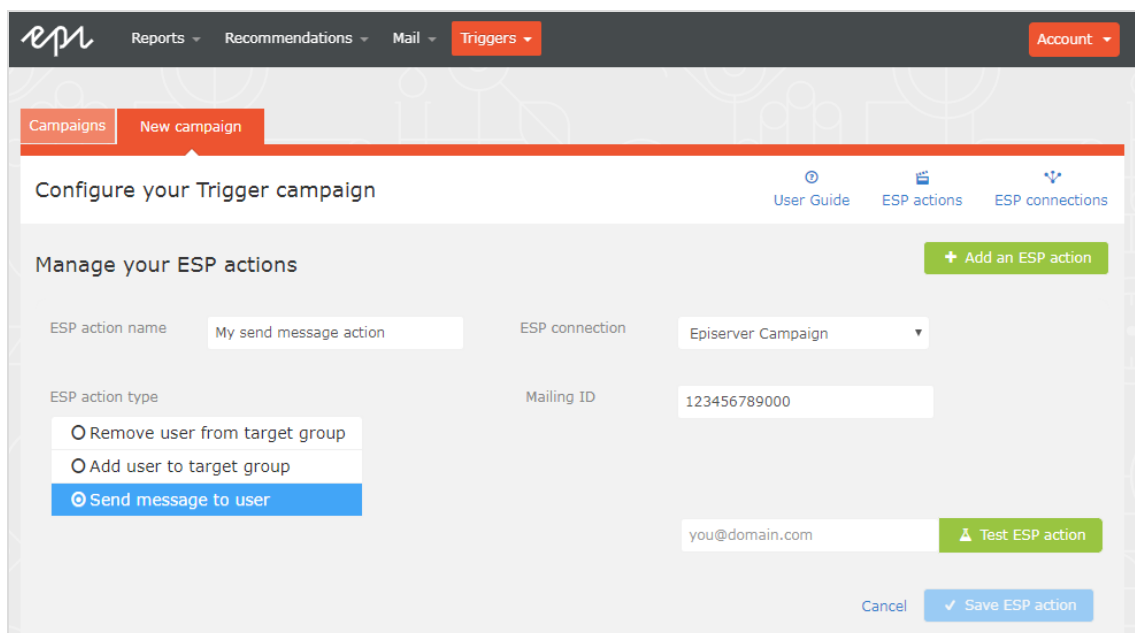 epi Reports Recommendations Mail Triggers Account
Campaigns New campaign
Configure your Trigger campaign User Guide ESP actions ESP connections
Manage your ESP actions + Add an ESP action
ESP action name My send message action ESP connection Episerver Campaign
ESP action type Mailing ID 123456789000
Remove user from target group
Add user to target group
Send message to user
you@domain.com Test ESP action
Cancel Save ESP action